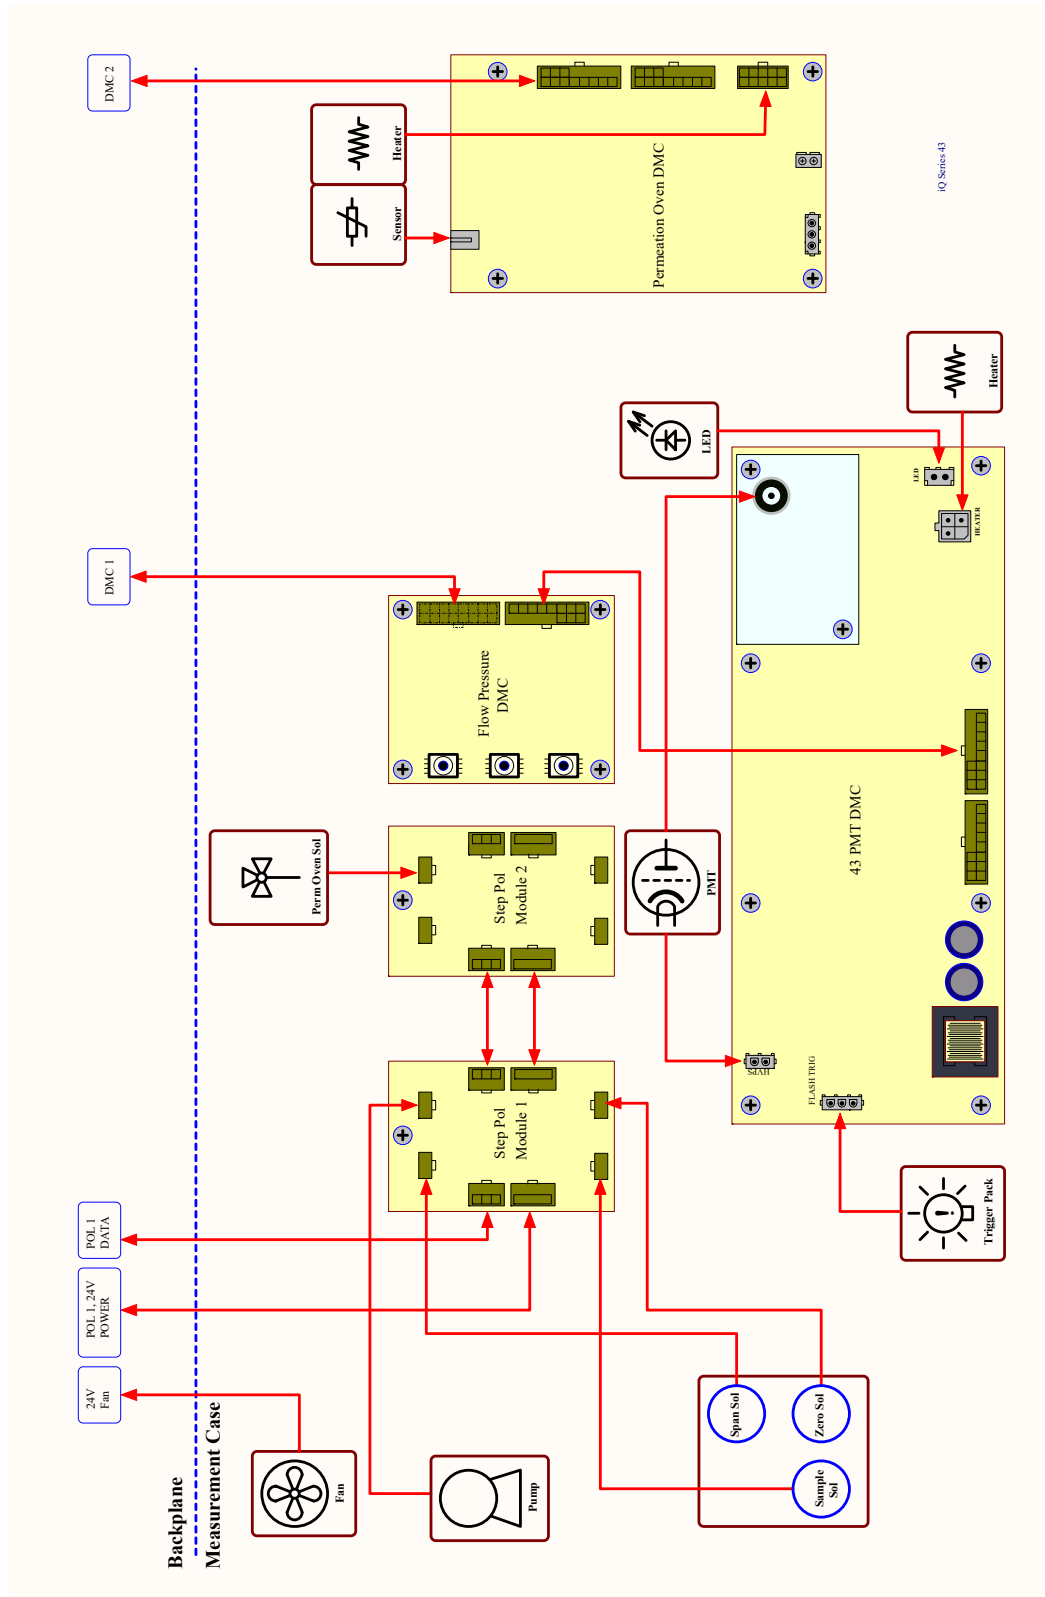 Backplane
Measurement Case
24V
Fan
POL 1, 24V
POWER
POL 1
DATA
DMC 1
DMC 2
Fan
Pump
Perm Oven Sol
Sensor
Heater
Step Pol
Module 1
Step Pol
Module 2
Flow Pressure
DMC
Permeation Oven DMC
Span Sol
Zero Sol
Sample
Sol
PMT
LED
Heater
Trigger Pack
43 PMT DMC
HVPS
FLASH TRIG
LED
HEATER
iQ Series 43